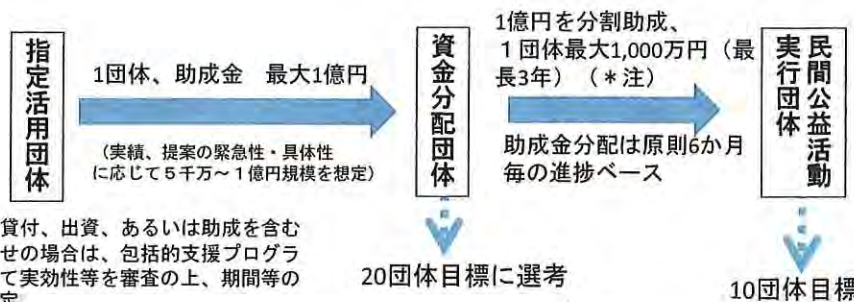 指定活用団体
1団体、助成金 最大1億円
(実績、提案の緊急性・具体性
に応じて5千万~1億円規模を想定)
資金分配団体
1億円を分割助成、
1団体最大1,000万円（最
長3年）（＊注）
助成金分配は原則6か月
毎の進捗ベース
民間公益活動
実行団体
貸付、出資、あるいは助成を含む
せの場合は、包括的支援プログラ
て実効性等を審査の上、期間等の
20団体目標に選考
10団体目標